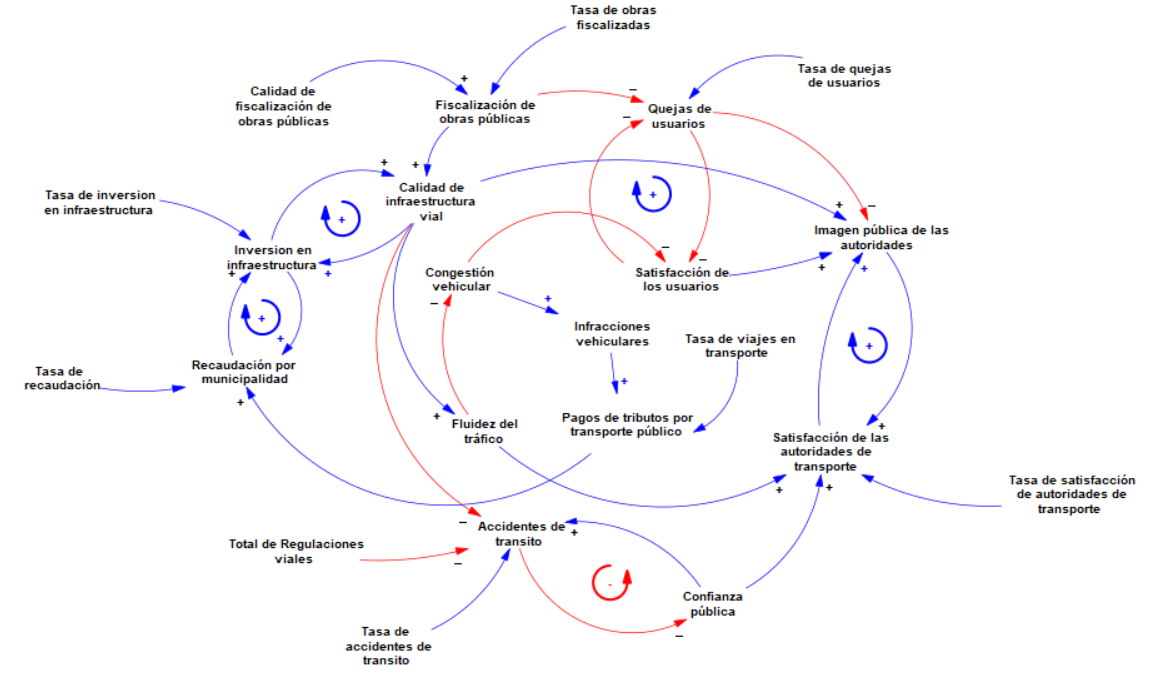 Tasa de obras
fiscalizadas
Tasa de quejas
de usuarios
Calidad de
fiscalización de
obras públicas
+
Fiscalización de
obras públicas
–
Quejas de
usuarios
–
+
+
Calidad de
infraestructura
vial
Tasa de inversion
en infraestructura
+
+
+
–
Imagen pública de las
autoridades
Inversion en
infraestructura
+
+
Congestión
vehicular
–
–
–
Satisfacción de
los usuarios
+
+
+
+
+
Infracciones
vehiculares
Tasa de viajes en
transporte
+
Recaudación por
municipalidad
Tasa de
recaudación
+
+
+
Fluidez del
tráfico
Pagos de tributos por
transporte público
+
Satisfacción de las
autoridades de
transporte
+
+
Tasa de satisfacción
de autoridades de
transporte
–
Accidentes de
transito
+
Total de Regulaciones
viales
–
-
Confianza
pública
–
Tasa de
accidentes de
transito